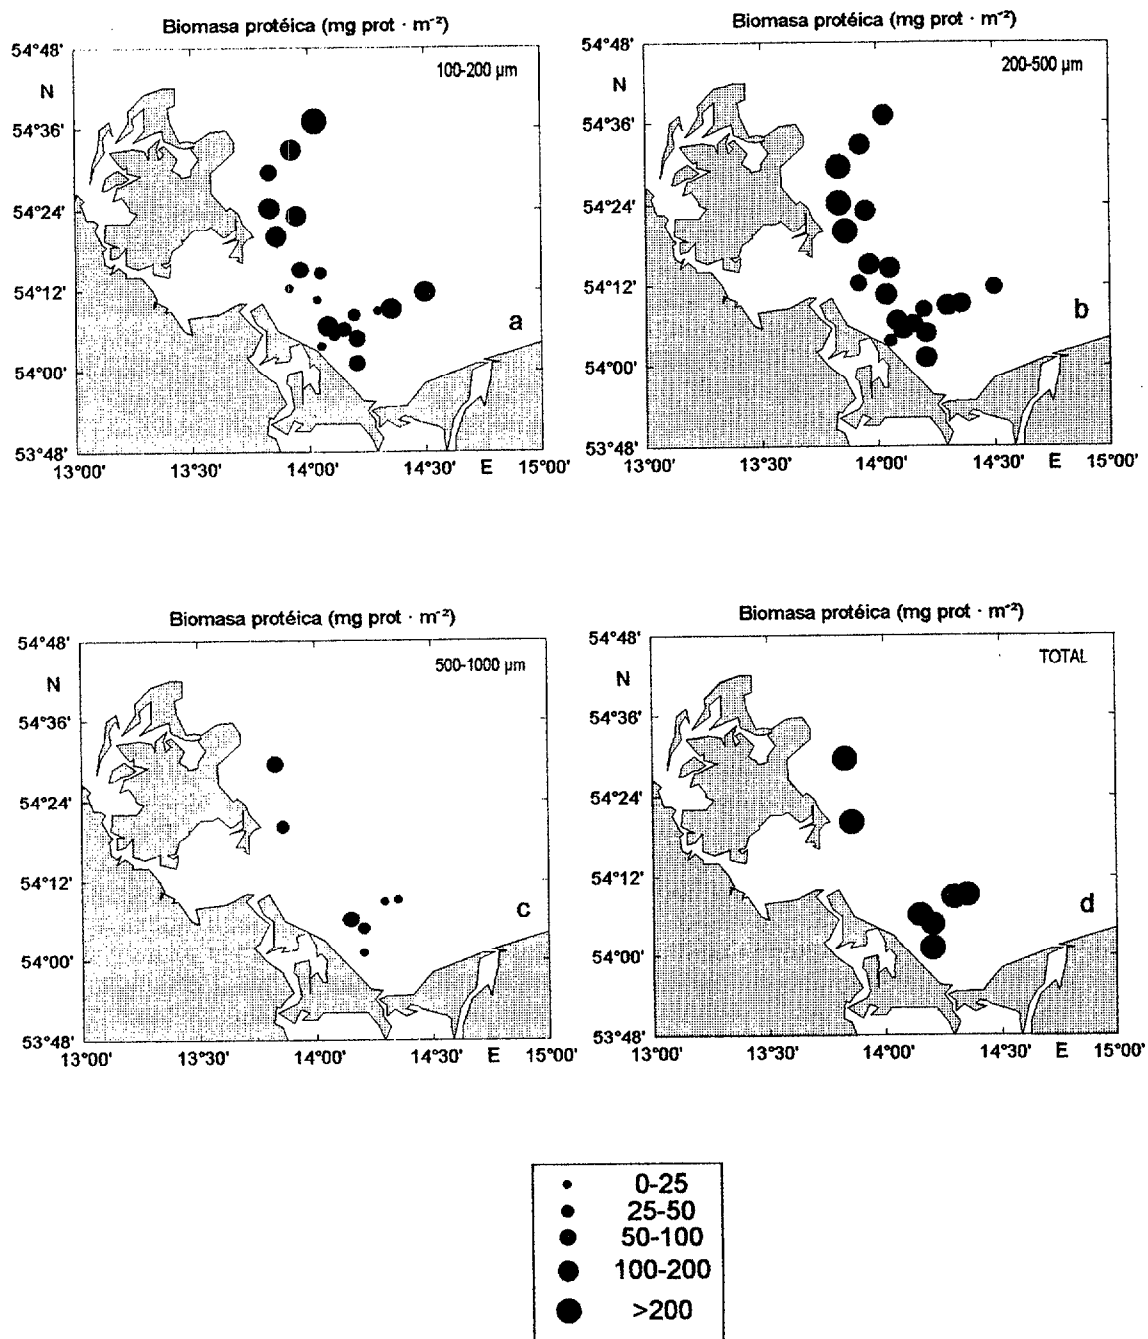 Biomasa protéica (mg prot · m⁻²)
54°48'
100-200 µm
N
54°36'
54°24'
54°12'
a
54°00'
53°48'
13°00' 13°30' 14°00' 14°30' E 15°00'
Biomasa protéica (mg prot · m⁻²)
54°48'
200-500 µm
N
54°36'
54°24'
54°12'
b
54°00'
53°48'
13°00' 13°30' 14°00' 14°30' E 15°00'
Biomasa protéica (mg prot · m⁻²)
54°48'
500-1000 µm
N
54°36'
54°24'
54°12'
c
54°00'
53°48'
13°00' 13°30' 14°00' 14°30' E 15°00'
Biomasa protéica (mg prot · m⁻²)
54°48'
TOTAL
N
54°36'
54°24'
54°12'
d
54°00'
53°48'
13°00' 13°30' 14°00' 14°30' E 15°00'
0-25
25-50
50-100
100-200
>200